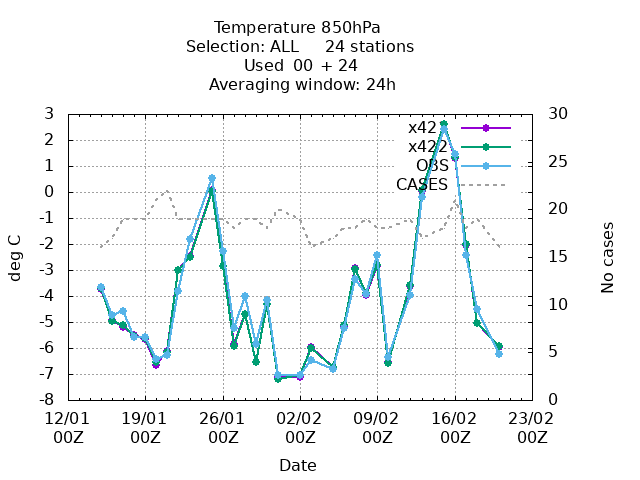 Temperature 850hPa
Selection: ALL 24 stations
Used 00 + 24
Averaging window: 24h
3 30
2
1 25
0
-1 20
-2
-3 15
-4
-5 10
-6
-7 5
-8 0
x42
x422
OBS
CASES
deg C
No cases
12/01 19/01 26/01 02/02 09/02 16/02 23/02
00Z 00Z 00Z 00Z 00Z 00Z 00Z
Date